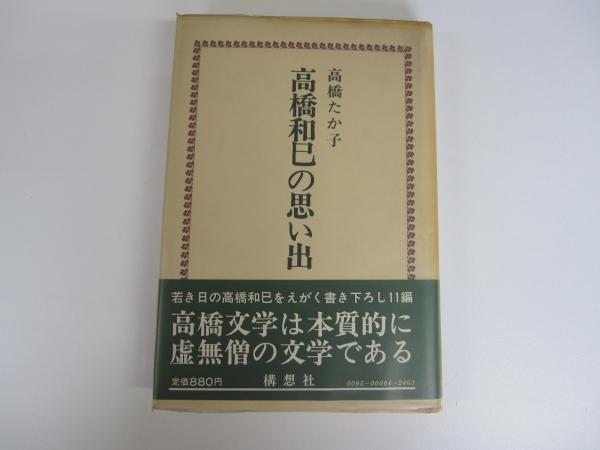 高橋たか子
高橋和巳の思い出
若き日の高橋和巳をえがく書き下ろし11編
高橋文学は本質的に
虚無僧の文学である
定価880円
構想社
0095-00004-2463